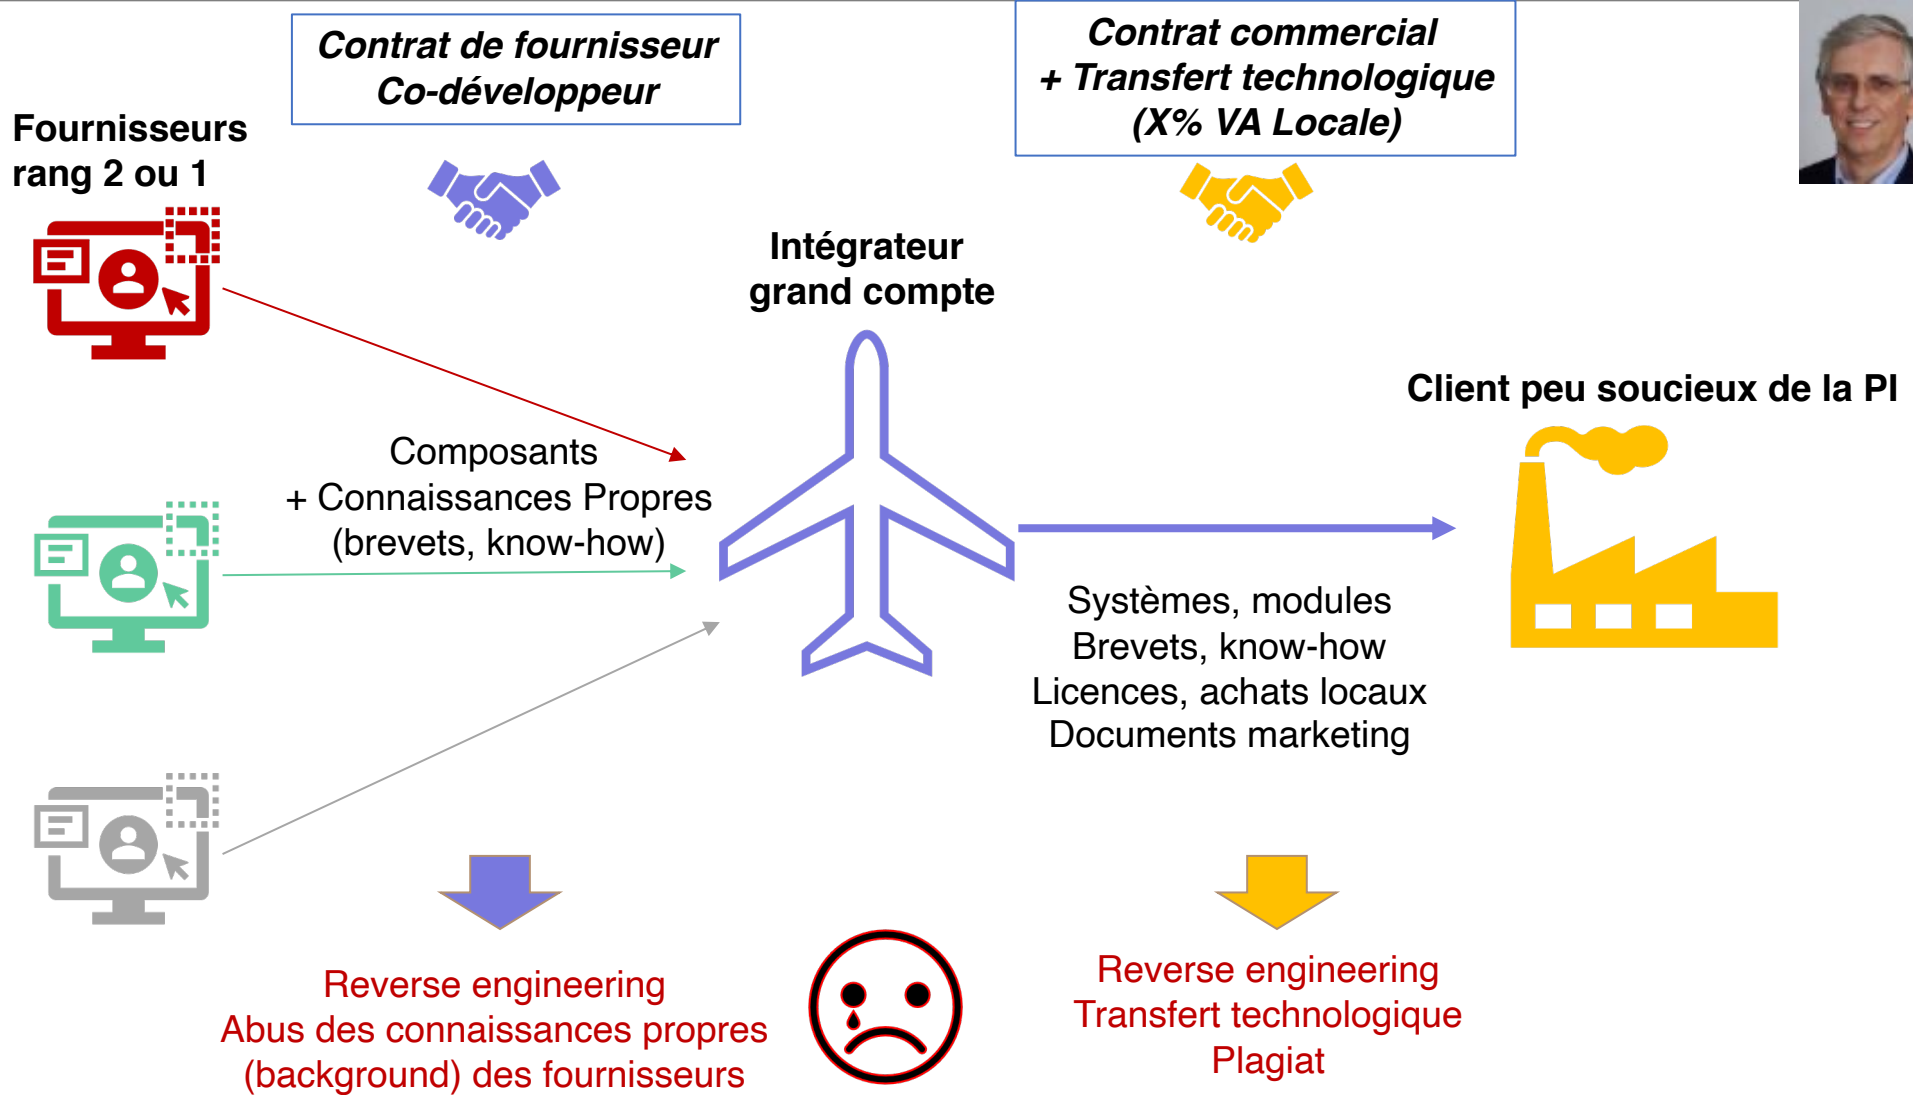 Contrat de fournisseur
Co-développeur
Contrat commercial
+ Transfert technologique
(X% VA Locale)
Fournisseurs
rang 2 ou 1
Intégrateur
grand compte
Client peu soucieux de la PI
Composants
+ Connaissances Propres
(brevets, know-how)
Systèmes, modules
Brevets, know-how
Licences, achats locaux
Documents marketing
Reverse engineering
Abus des connaissances propres
(background) des fournisseurs
Reverse engineering
Transfert technologique
Plagiat